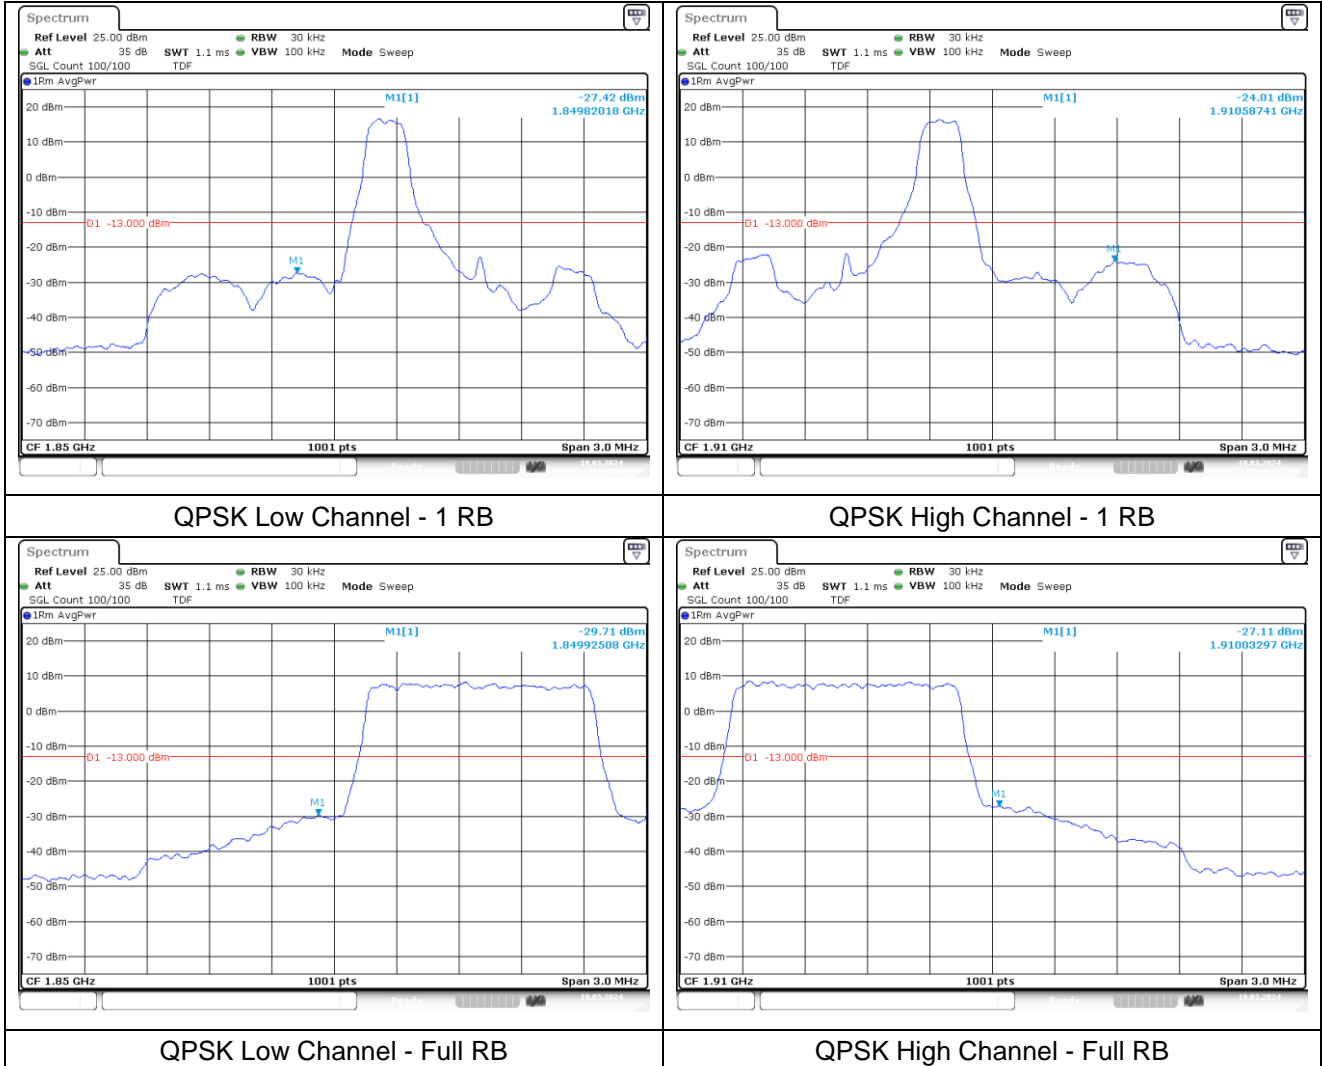 Spectrum
Ref Level 25.00 dBm RBW 30 kHz
Att 35 dB SWT 1.1 ms VBW 100 kHz Mode Sweep
SGL Count 100/100 TDF
1Rm AvgPwr
M1[1] -27.42 dBm
1.84982018 GHz
20 dBm
10 dBm
0 dBm
-10 dBm
D1 -13.000 dBm
-20 dBm
M1
-30 dBm
-40 dBm
-50 dBm
-60 dBm
-70 dBm
CF 1.85 GHz 1001 pts Span 3.0 MHz
QPSK Low Channel - 1 RB
Spectrum
Ref Level 25.00 dBm RBW 30 kHz
Att 35 dB SWT 1.1 ms VBW 100 kHz Mode Sweep
SGL Count 100/100 TDF
1Rm AvgPwr
M1[1] -24.01 dBm
1.91058741 GHz
20 dBm
10 dBm
0 dBm
-10 dBm
D1 -13.000 dBm
-20 dBm
M1
-30 dBm
-40 dBm
-50 dBm
-60 dBm
-70 dBm
CF 1.91 GHz 1001 pts Span 3.0 MHz
QPSK High Channel - 1 RB
Spectrum
Ref Level 25.00 dBm RBW 30 kHz
Att 35 dB SWT 1.1 ms VBW 100 kHz Mode Sweep
SGL Count 100/100 TDF
1Rm AvgPwr
M1[1] -29.71 dBm
1.84992508 GHz
20 dBm
10 dBm
0 dBm
-10 dBm
D1 -13.000 dBm
-20 dBm
M1
-30 dBm
-40 dBm
-50 dBm
-60 dBm
-70 dBm
CF 1.85 GHz 1001 pts Span 3.0 MHz
QPSK Low Channel - Full RB
Spectrum
Ref Level 25.00 dBm RBW 30 kHz
Att 35 dB SWT 1.1 ms VBW 100 kHz Mode Sweep
SGL Count 100/100 TDF
1Rm AvgPwr
M1[1] -27.11 dBm
1.91003297 GHz
20 dBm
10 dBm
0 dBm
-10 dBm
D1 -13.000 dBm
-20 dBm
M1
-30 dBm
-40 dBm
-50 dBm
-60 dBm
-70 dBm
CF 1.91 GHz 1001 pts Span 3.0 MHz
QPSK High Channel - Full RB